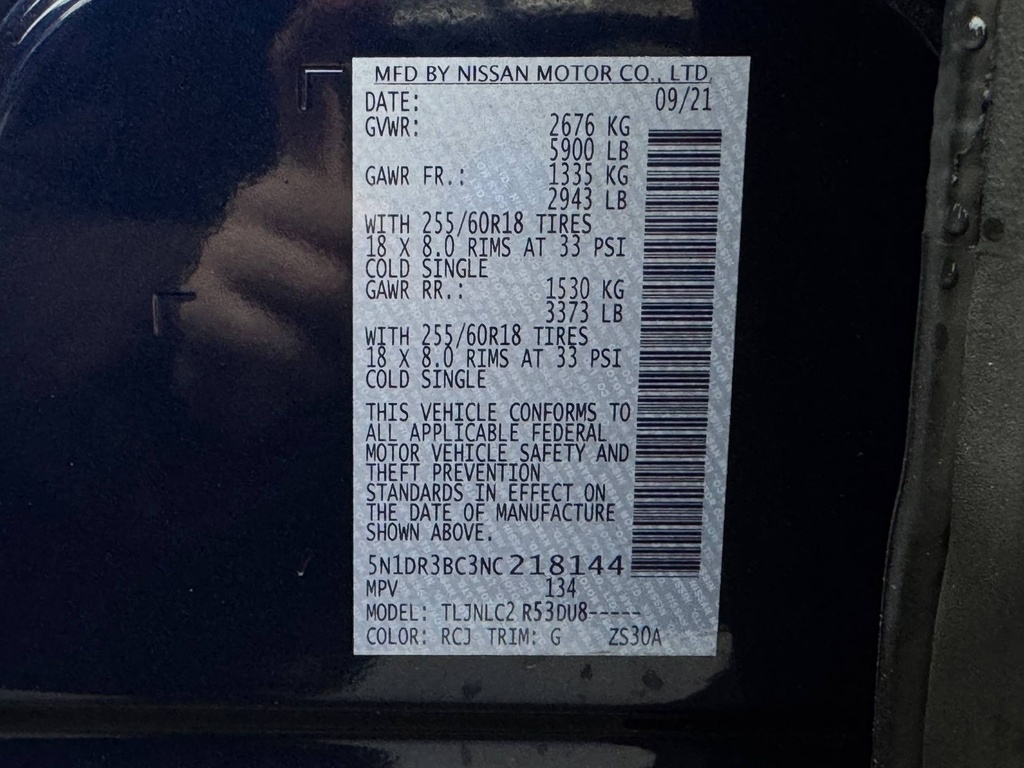 MFD BY NISSAN MOTOR CO., LTD.
DATE: 09/21
GVWR: 2676 KG
5900 LB
GAWR FR.: 1335 KG
2943 LB
WITH 255/60R18 TIRES
18 X 8.0 RIMS AT 33 PSI
COLD SINGLE
GAWR RR.: 1530 KG
3373 LB
WITH 255/60R18 TIRES
18 X 8.0 RIMS AT 33 PSI
COLD SINGLE
THIS VEHICLE CONFORMS TO
ALL APPLICABLE FEDERAL
MOTOR VEHICLE SAFETY AND
THEFT PREVENTION
STANDARDS IN EFFECT ON
THE DATE OF MANUFACTURE
SHOWN ABOVE.
5N1DR3BC3NC218144
MPV 134
MODEL: TLJNLC2 R53DU8-----
COLOR: RCJ TRIM: G ZS30A